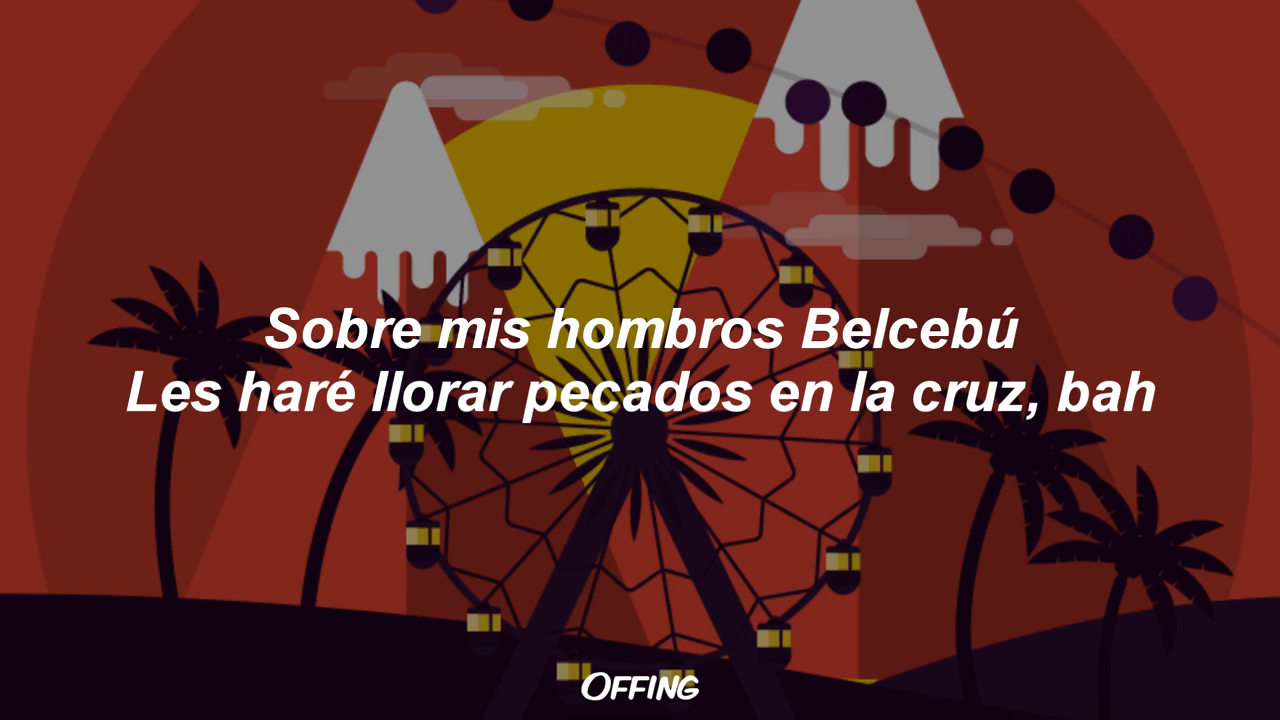 Sobre mis hombros Belcebú
Les haré llorar pecados en la cruz, bah
OFFING